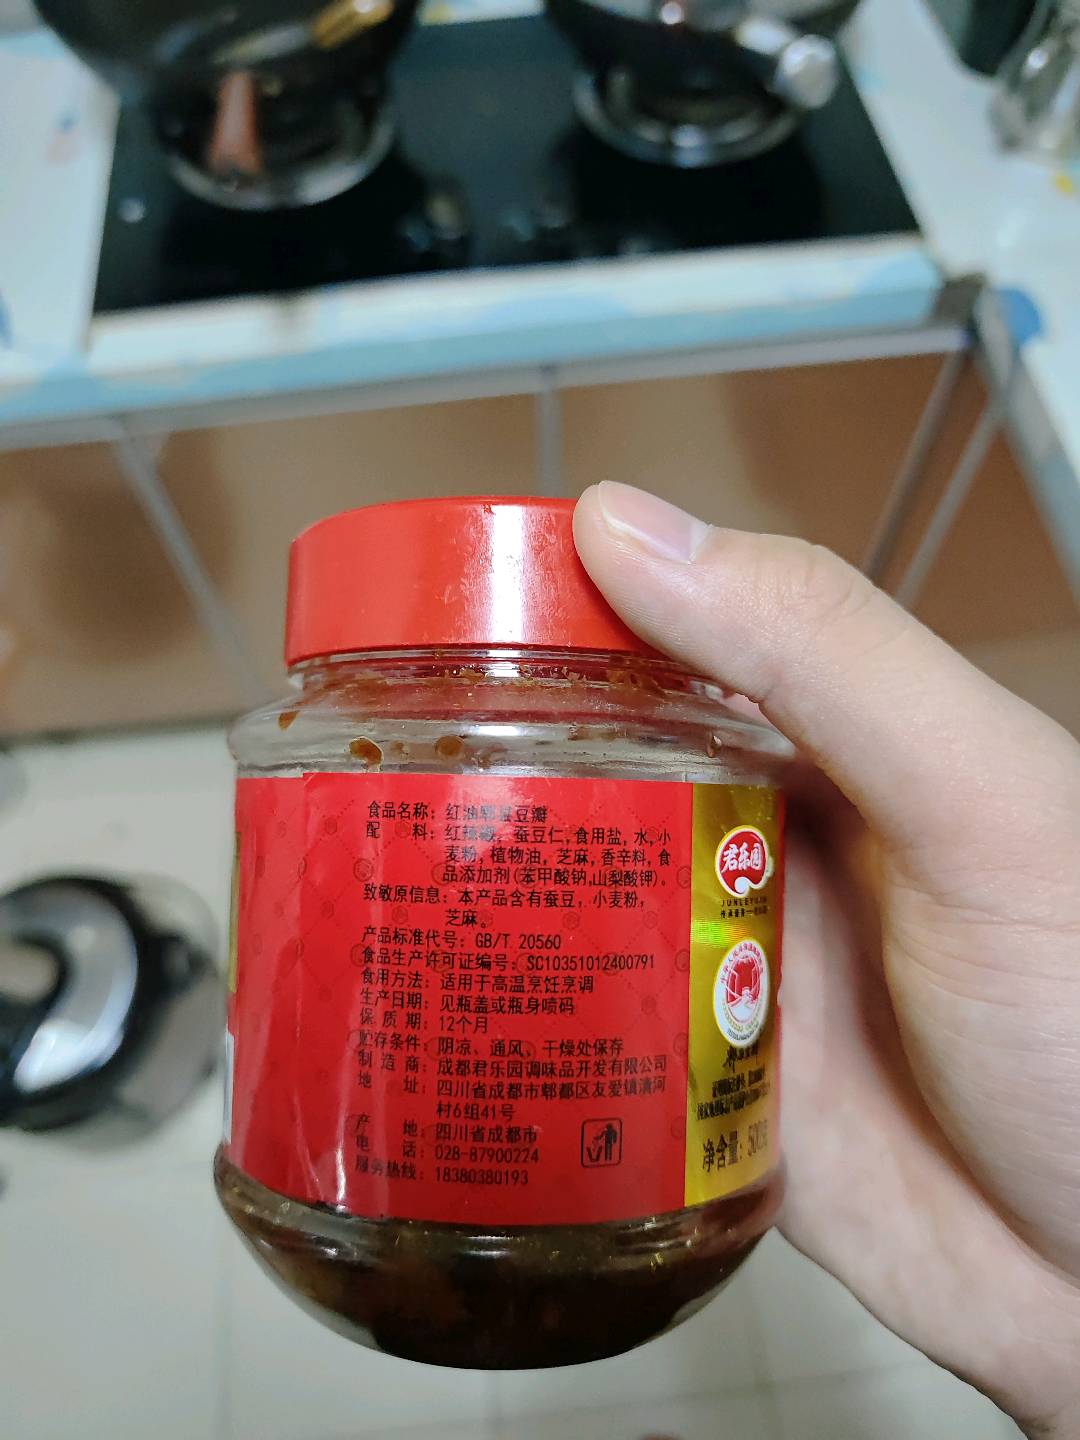 食品名称：红油郫县豆瓣
配 料：红辣椒，蚕豆仁,食用盐,水,小
麦粉,植物油,芝麻,香辛料,食
品添加剂(苯甲酸钠,山梨酸钾)。
致敏原信息：本产品含有蚕豆，小麦粉，
芝麻。
产品标准代号：GB/T 20560
食品生产许可证编号：SC10351012400791
食用方法：适用于高温烹饪烹调
生产日期：见瓶盖或瓶身喷码
保 质 期：12个月
贮存条件：阴凉、通风、干燥处保存
制 造 商：成都君乐园调味品开发有限公司
地 址：四川省成都市郫都区友爱镇清河
村6组41号
产 地：四川省成都市
电 话：028-87900224
服务热线：18380380193
君乐园
JUNLEYUAN
净含量：500克